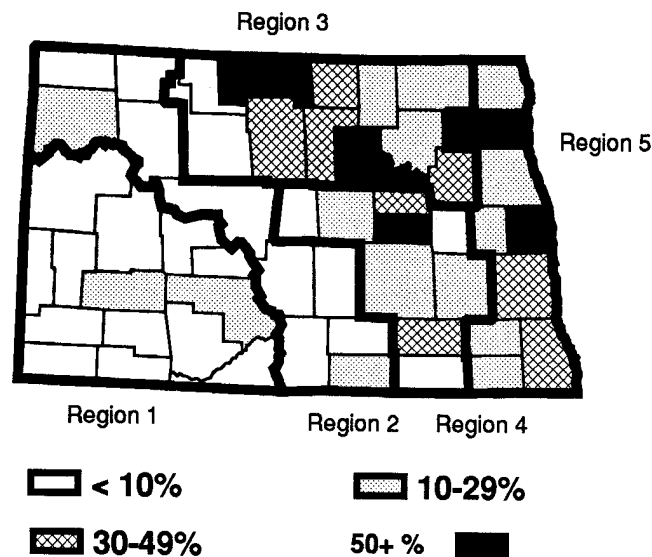 Region 3
Region 5
Region 1
Region 2
Region 4
< 10%
10-29%
30-49%
50+ %